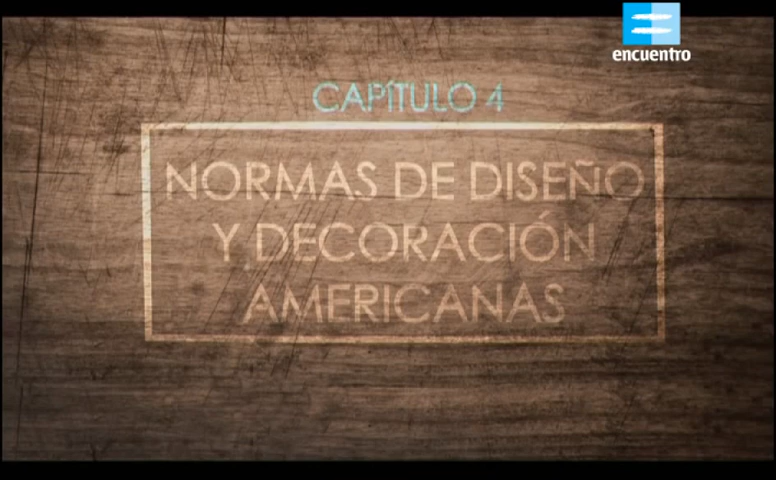 encuentro
CAPÍTULO 4
NORMAS DE DISEÑO
Y DECORACIÓN
AMERICANAS